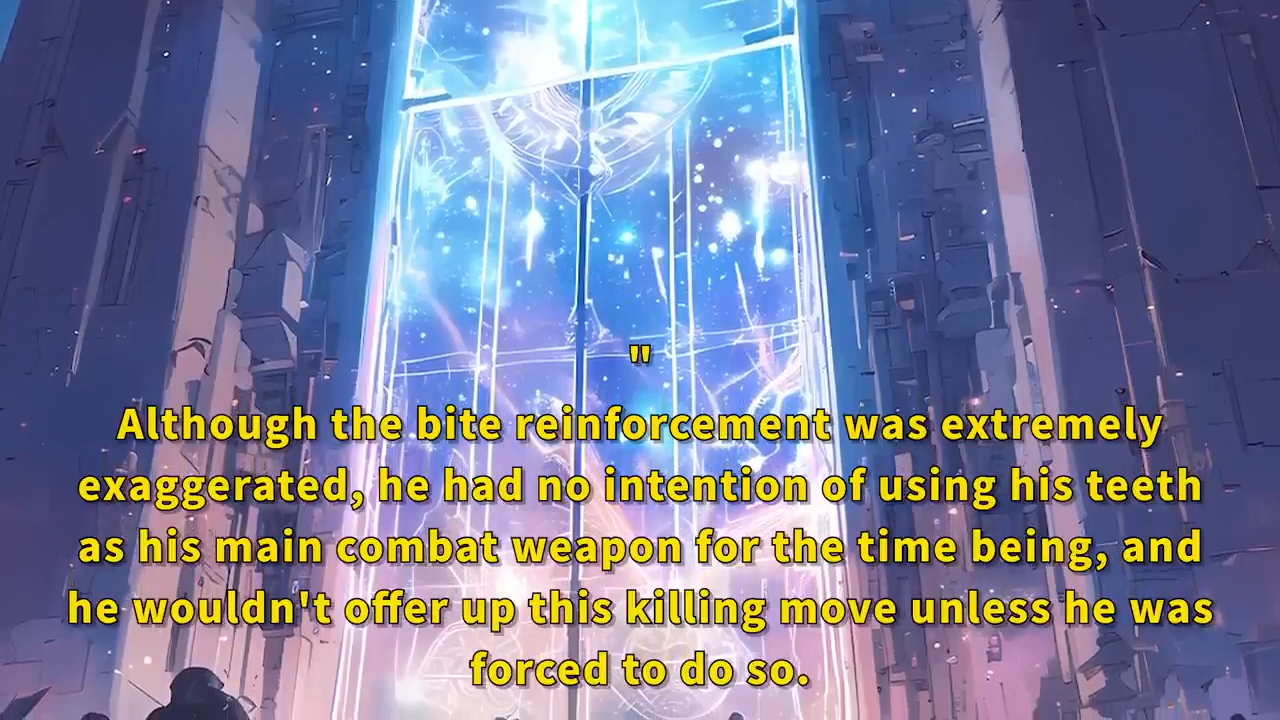 "
Although the bite reinforcement was extremely
exaggerated, he had no intention of using his teeth
as his main combat weapon for the time being, and
he wouldn't offer up this killing move unless he was
forced to do so.